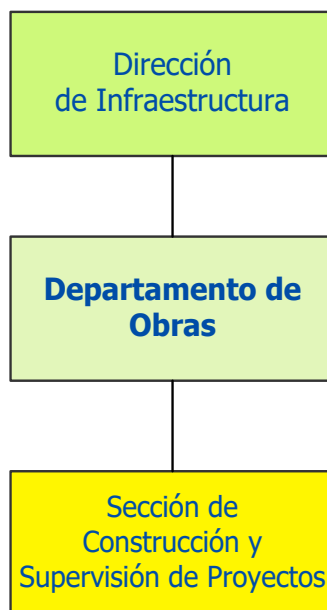 Dirección
de Infraestructura
Departamento de
Obras
Sección de
Construcción y
Supervisión de Proyectos